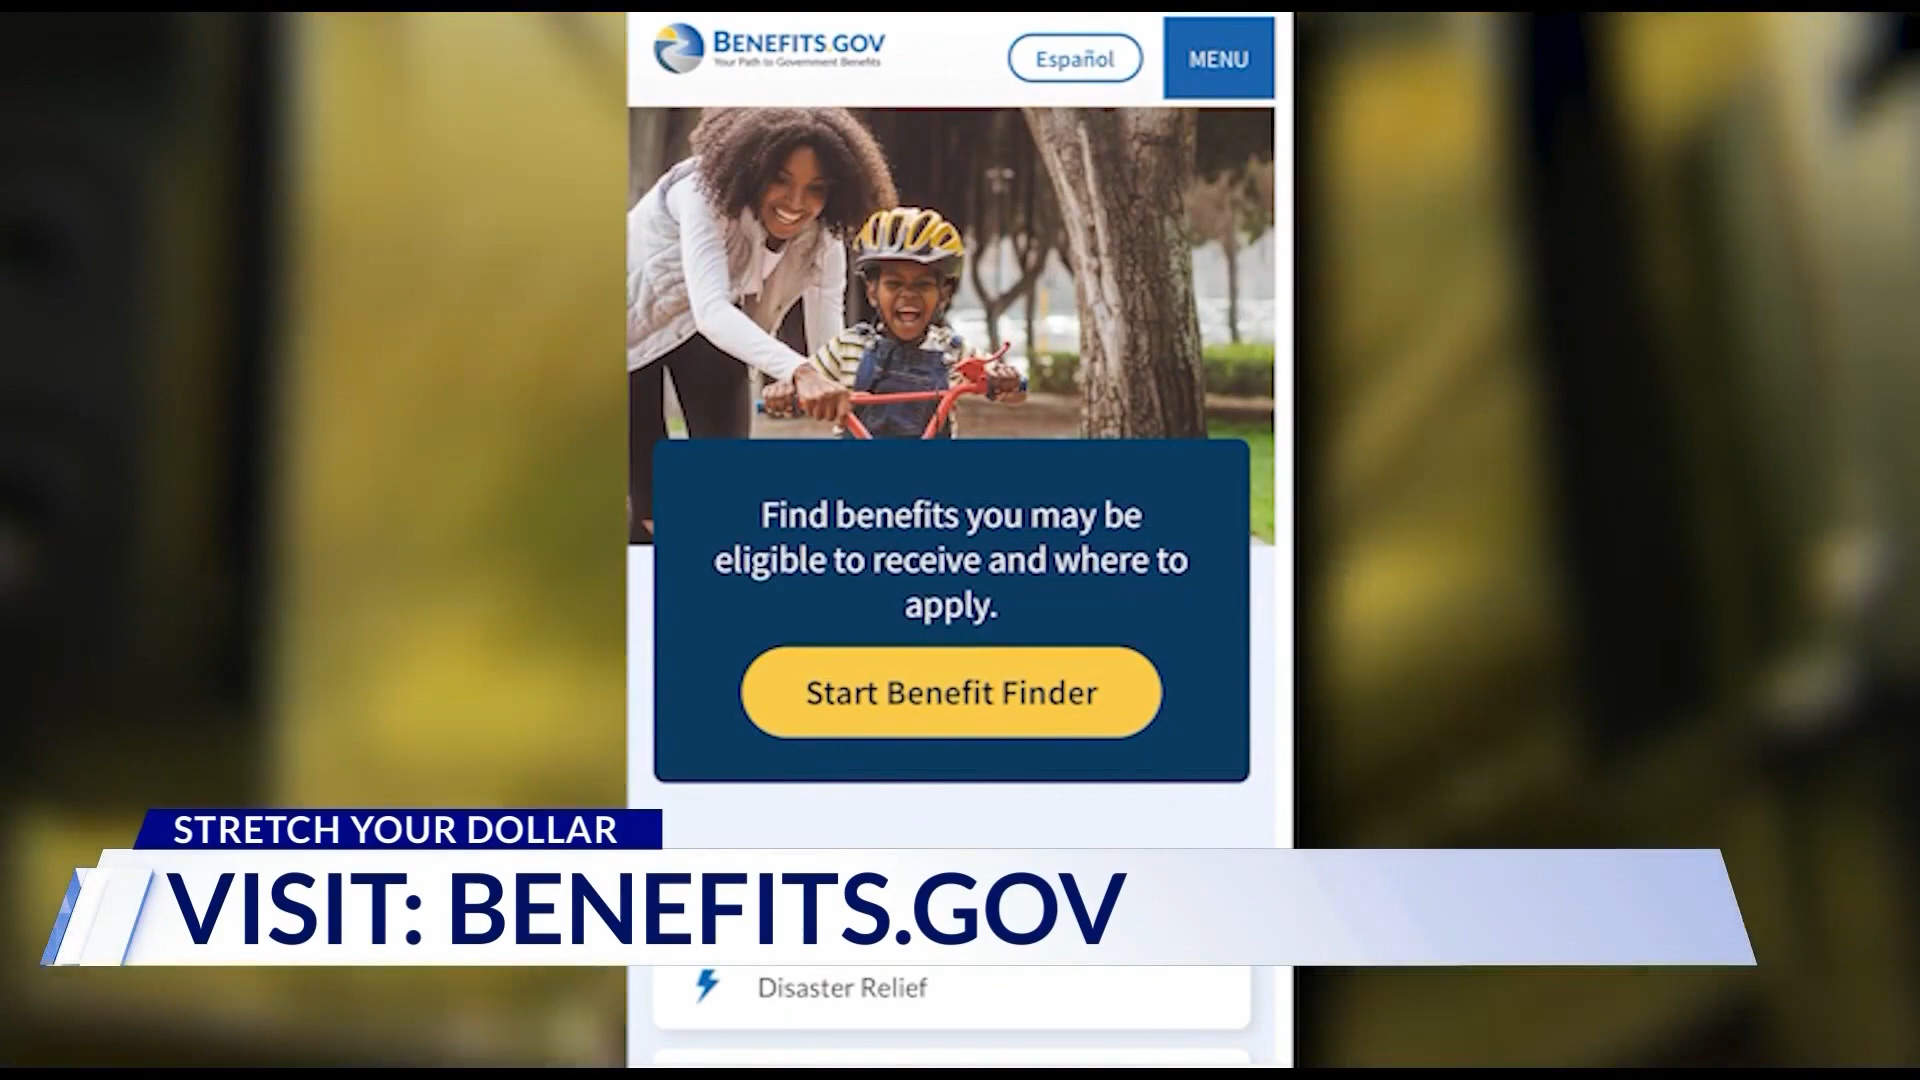 BENEFITS.GOV
Your Path to Government Benefits
Español
MENU
Find benefits you may be
eligible to receive and where to
apply.
Start Benefit Finder
STRETCH YOUR DOLLAR
VISIT: BENEFITS.GOV
Disaster Relief